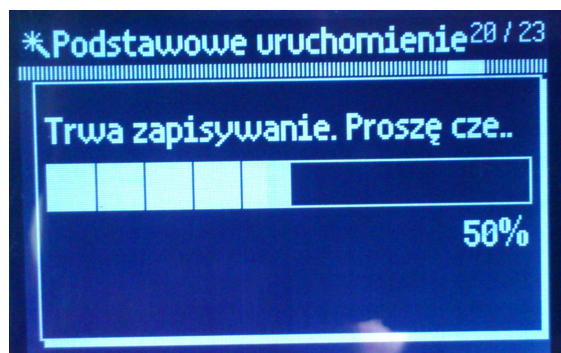 Podstawowe uruchomienie 20/23
Trwa zapisywanie. Proszę cze..
50%